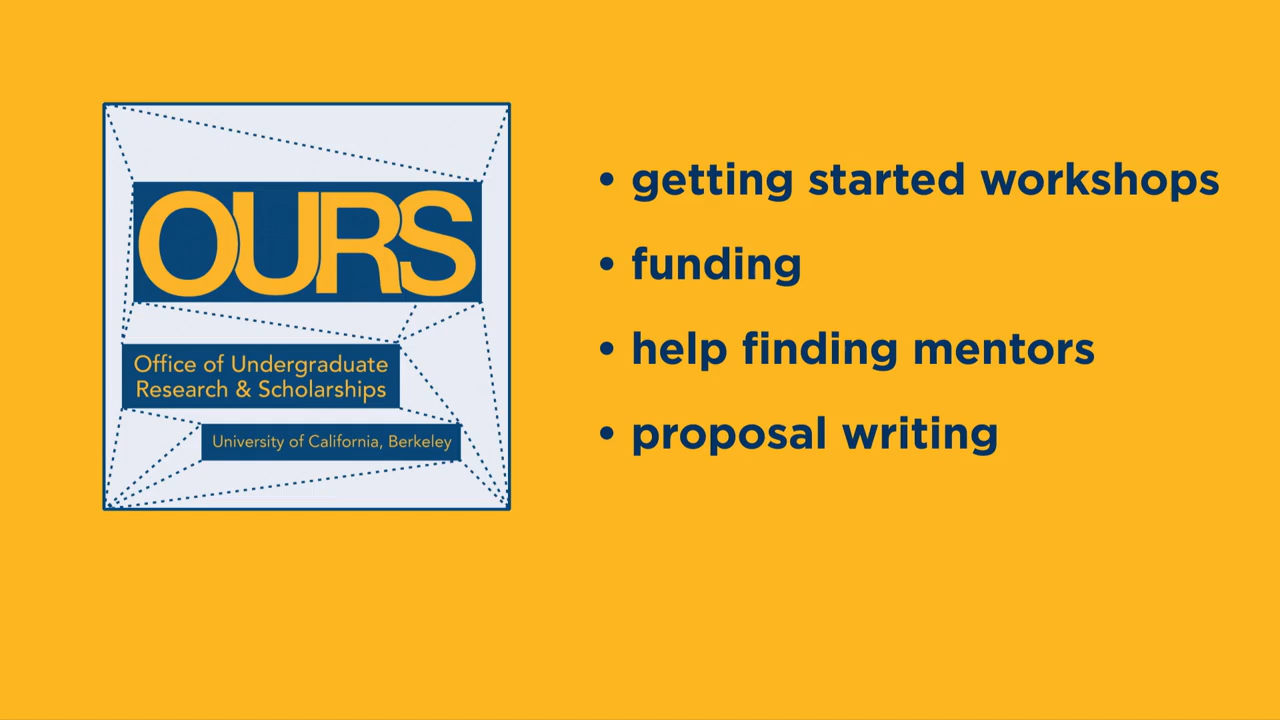 OURS
Office of Undergraduate
Research & Scholarships
University of California, Berkeley
• getting started workshops
• funding
• help finding mentors
• proposal writing